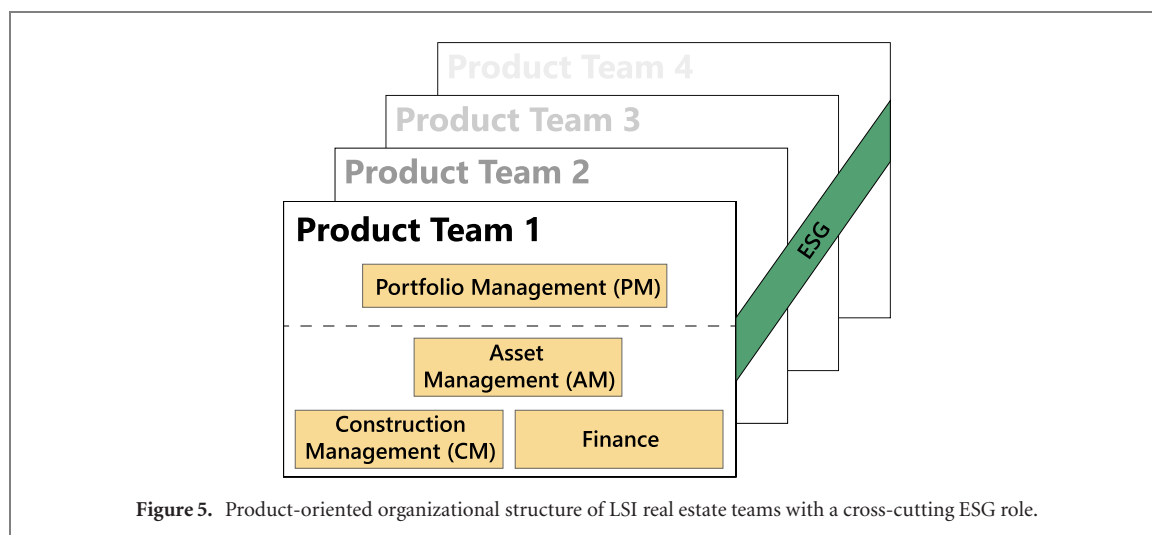 Product Team 4
Product Team 3
Product Team 2
Product Team 1
ESG
Portfolio Management (PM)
Asset
Management (AM)
Construction
Management (CM)
Finance
Figure 5. Product-oriented organizational structure of LSI real estate teams with a cross-cutting ESG role.